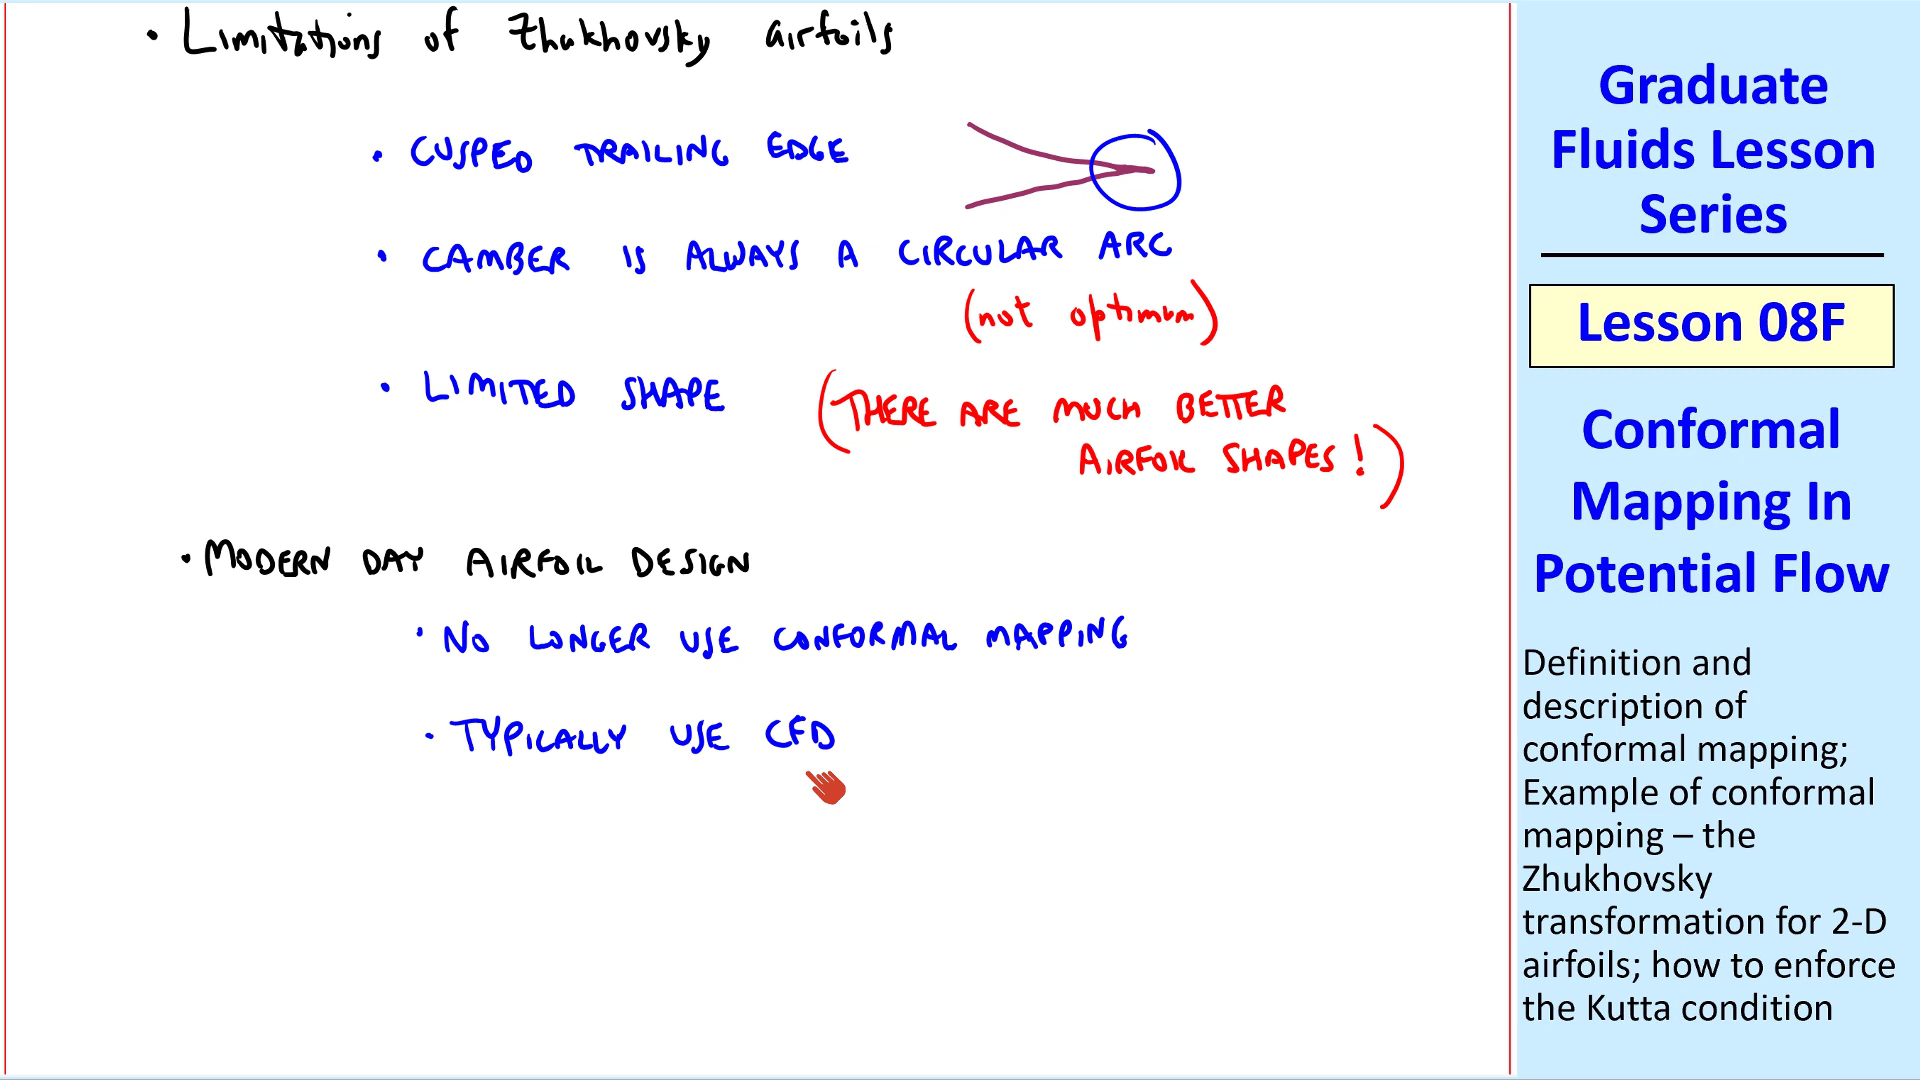 • Limitations of Zhukhovsky airfoils
• CUSPED TRAILING EDGE
• CAMBER IS ALWAYS A CIRCULAR ARC
(not optimum)
• LIMITED SHAPE (THERE ARE MUCH BETTER
AIRFOIL SHAPES!)
• MODERN DAY AIRFOIL DESIGN
• NO LONGER USE CONFORMAL MAPPING
• TYPICALLY USE CFD
Graduate
Fluids Lesson
Series
Lesson 08F
Conformal
Mapping In
Potential Flow
Definition and
description of
conformal mapping;
Example of conformal
mapping – the
Zhukhovsky
transformation for 2-D
airfoils; how to enforce
the Kutta condition